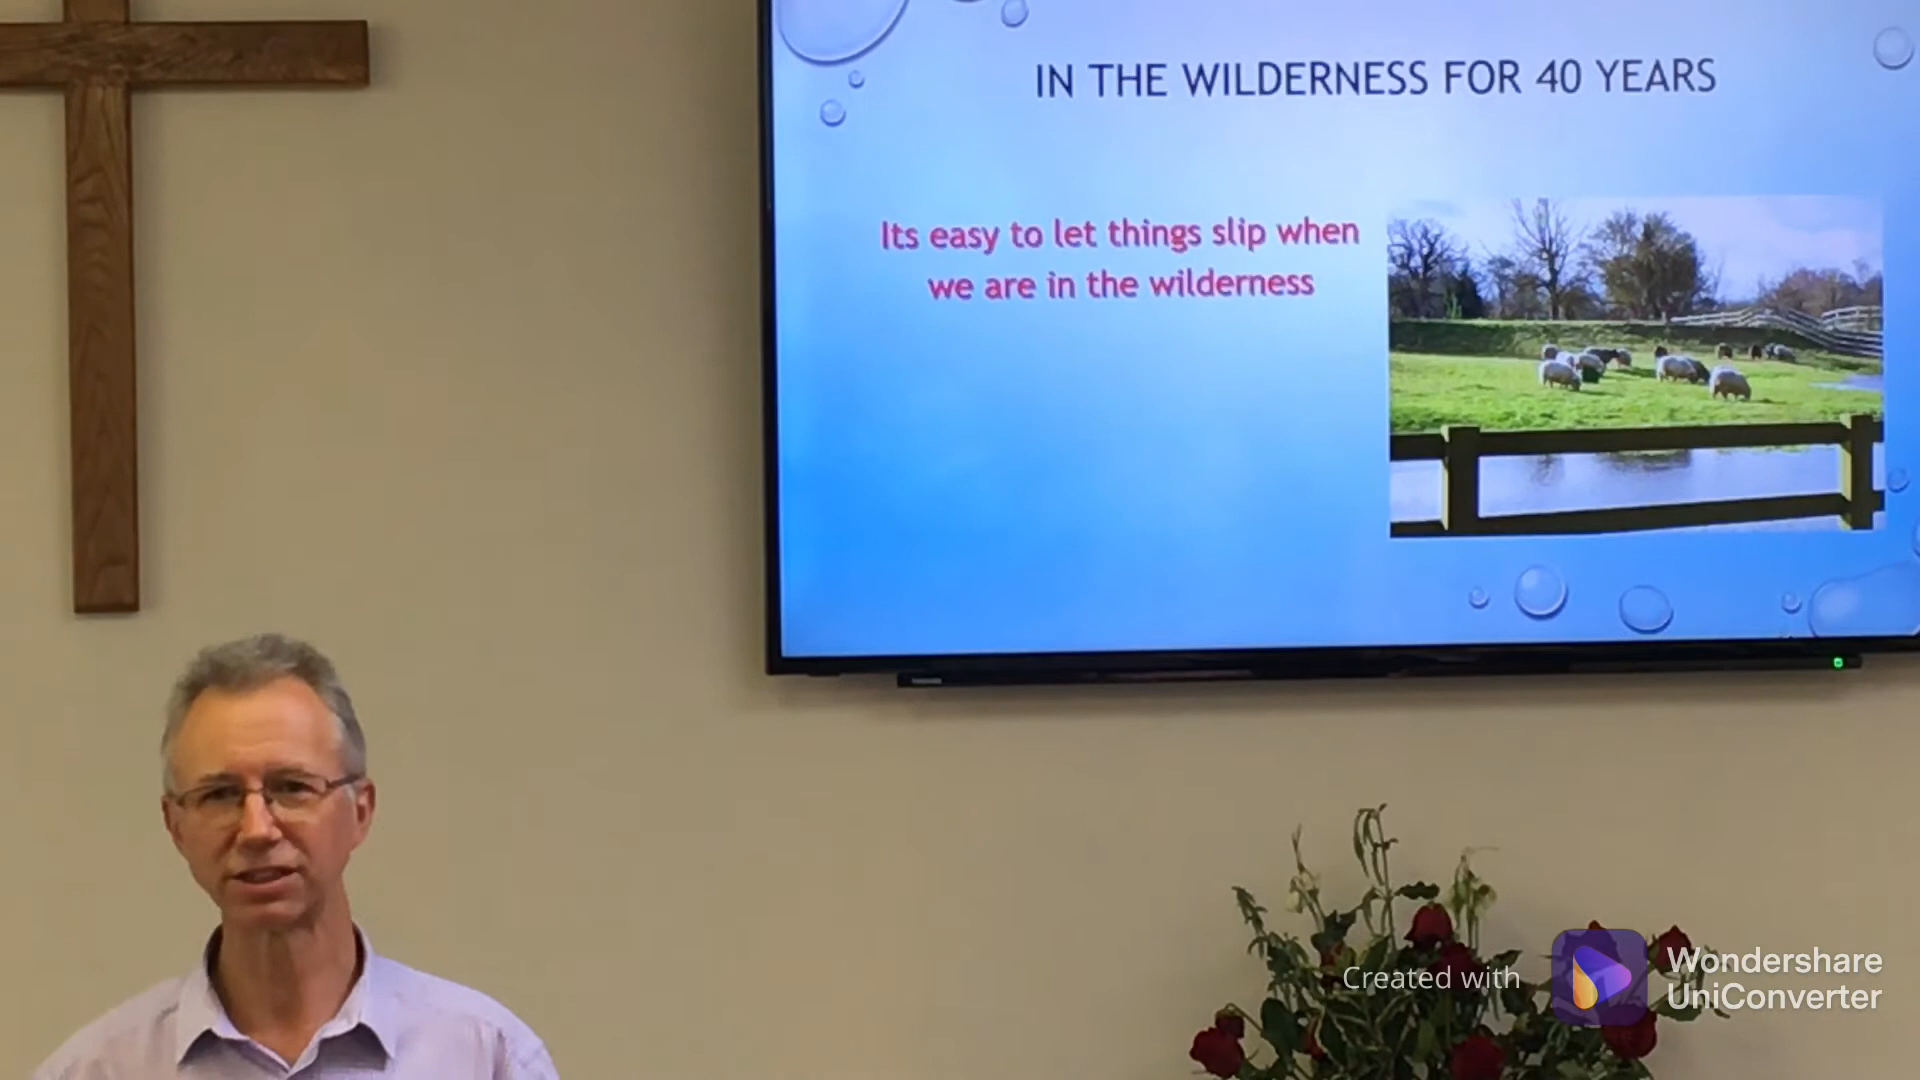 IN THE WILDERNESS FOR 40 YEARS
Its easy to let things slip when
we are in the wilderness
Created with
Wondershare
UniConverter